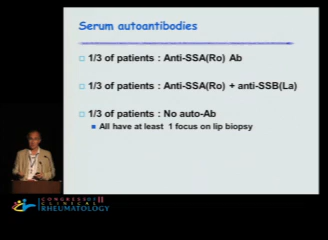 Serum autoantibodies
1/3 of patients : Anti-SSA(Ro) Ab
1/3 of patients : Anti-SSA(Ro) + anti-SSB(La)
1/3 of patients : No auto-Ab
All have at least 1 focus on lip biopsy
CONGRESS OF
CLINICAL
RHEUMATOLOGY